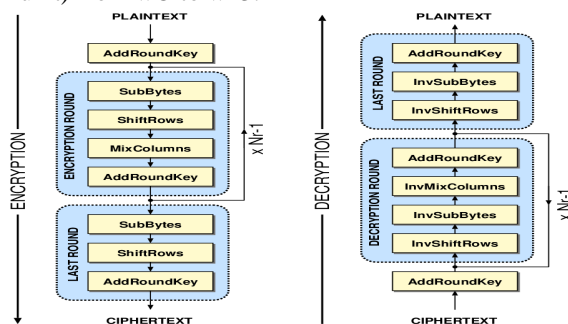 PLAINTEXT
AddRoundKey
ENCRYPTION ROUND
SubBytes
ShiftRows
MixColumns
AddRoundKey
x Nr-1
LAST ROUND
SubBytes
ShiftRows
AddRoundKey
CIPHERTEXT
ENCRYPTION
PLAINTEXT
LAST ROUND
AddRoundKey
InvSubBytes
InvShiftRows
DECRYPTION ROUND
AddRoundKey
InvMixColumns
InvSubBytes
InvShiftRows
x Nr-1
AddRoundKey
CIPHERTEXT
DECRYPTION